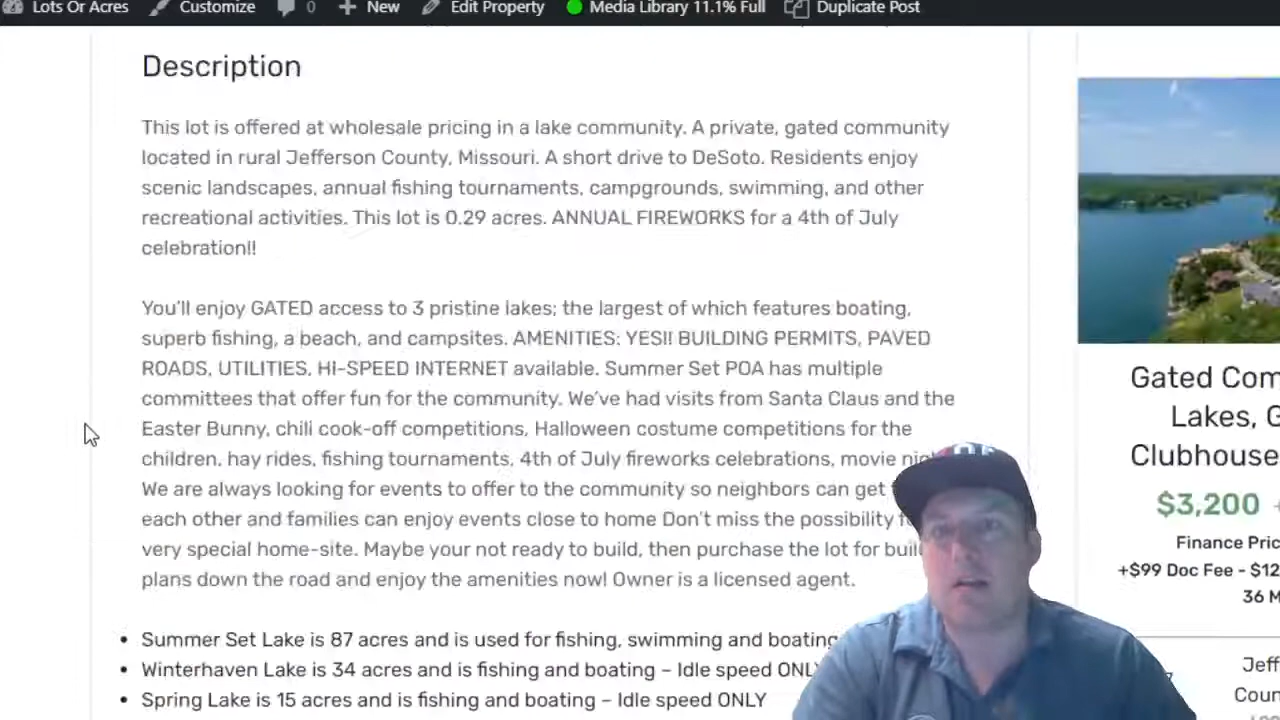 Lots Or Acres Customize 0 New Edit Property Media Library 11.1% Full Duplicate Post
Description
This lot is offered at wholesale pricing in a lake community. A private, gated community
located in rural Jefferson County, Missouri. A short drive to DeSoto. Residents enjoy
scenic landscapes, annual fishing tournaments, campgrounds, swimming, and other
recreational activities. This lot is 0.29 acres. ANNUAL FIREWORKS for a 4th of July
celebration!!
You'll enjoy GATED access to 3 pristine lakes; the largest of which features boating,
superb fishing, a beach, and campsites. AMENITIES: YES!! BUILDING PERMITS, PAVED
ROADS, UTILITIES, HI-SPEED INTERNET available. Summer Set POA has multiple
committees that offer fun for the community. We've had visits from Santa Claus and the
Easter Bunny, chili cook-off competitions, Halloween costume competitions for the
children, hay rides, fishing tournaments, 4th of July fireworks celebrations, movie
We are always looking for events to offer to the community so neighbors can get
each other and families can enjoy events close to home Don't miss the possibility
very special home-site. Maybe your not ready to build, then purchase the lot for
plans down the road and enjoy the amenities now! Owner is a licensed agent.
• Summer Set Lake is 87 acres and is used for fishing, swimming and boating
• Winterhaven Lake is 34 acres and is fishing and boating – Idle speed ONLY
• Spring Lake is 15 acres and is fishing and boating – Idle speed ONLY
Gated Com
Lakes, G
Clubhouse
$3,200
Finance Pric
+$99 Doc Fee - $12
36 M
Jeff
Coun